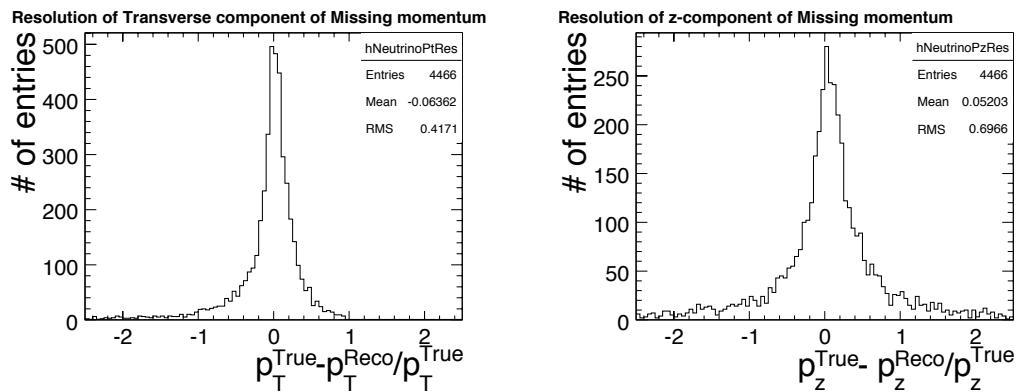 Resolution of Transverse component of Missing momentum
# of entries
500
400
300
200
100
0
-2 -1 0 1 2
p_T^True-p_T^Reco/p_T^True
hNeutrinoPtRes
Entries 4466
Mean -0.06362
RMS 0.4171
Resolution of z-component of Missing momentum
# of entries
250
200
150
100
50
0
-2 -1 0 1 2
p_z^True- p_z^Reco/p_z^True
hNeutrinoPzRes
Entries 4466
Mean 0.05203
RMS 0.6966